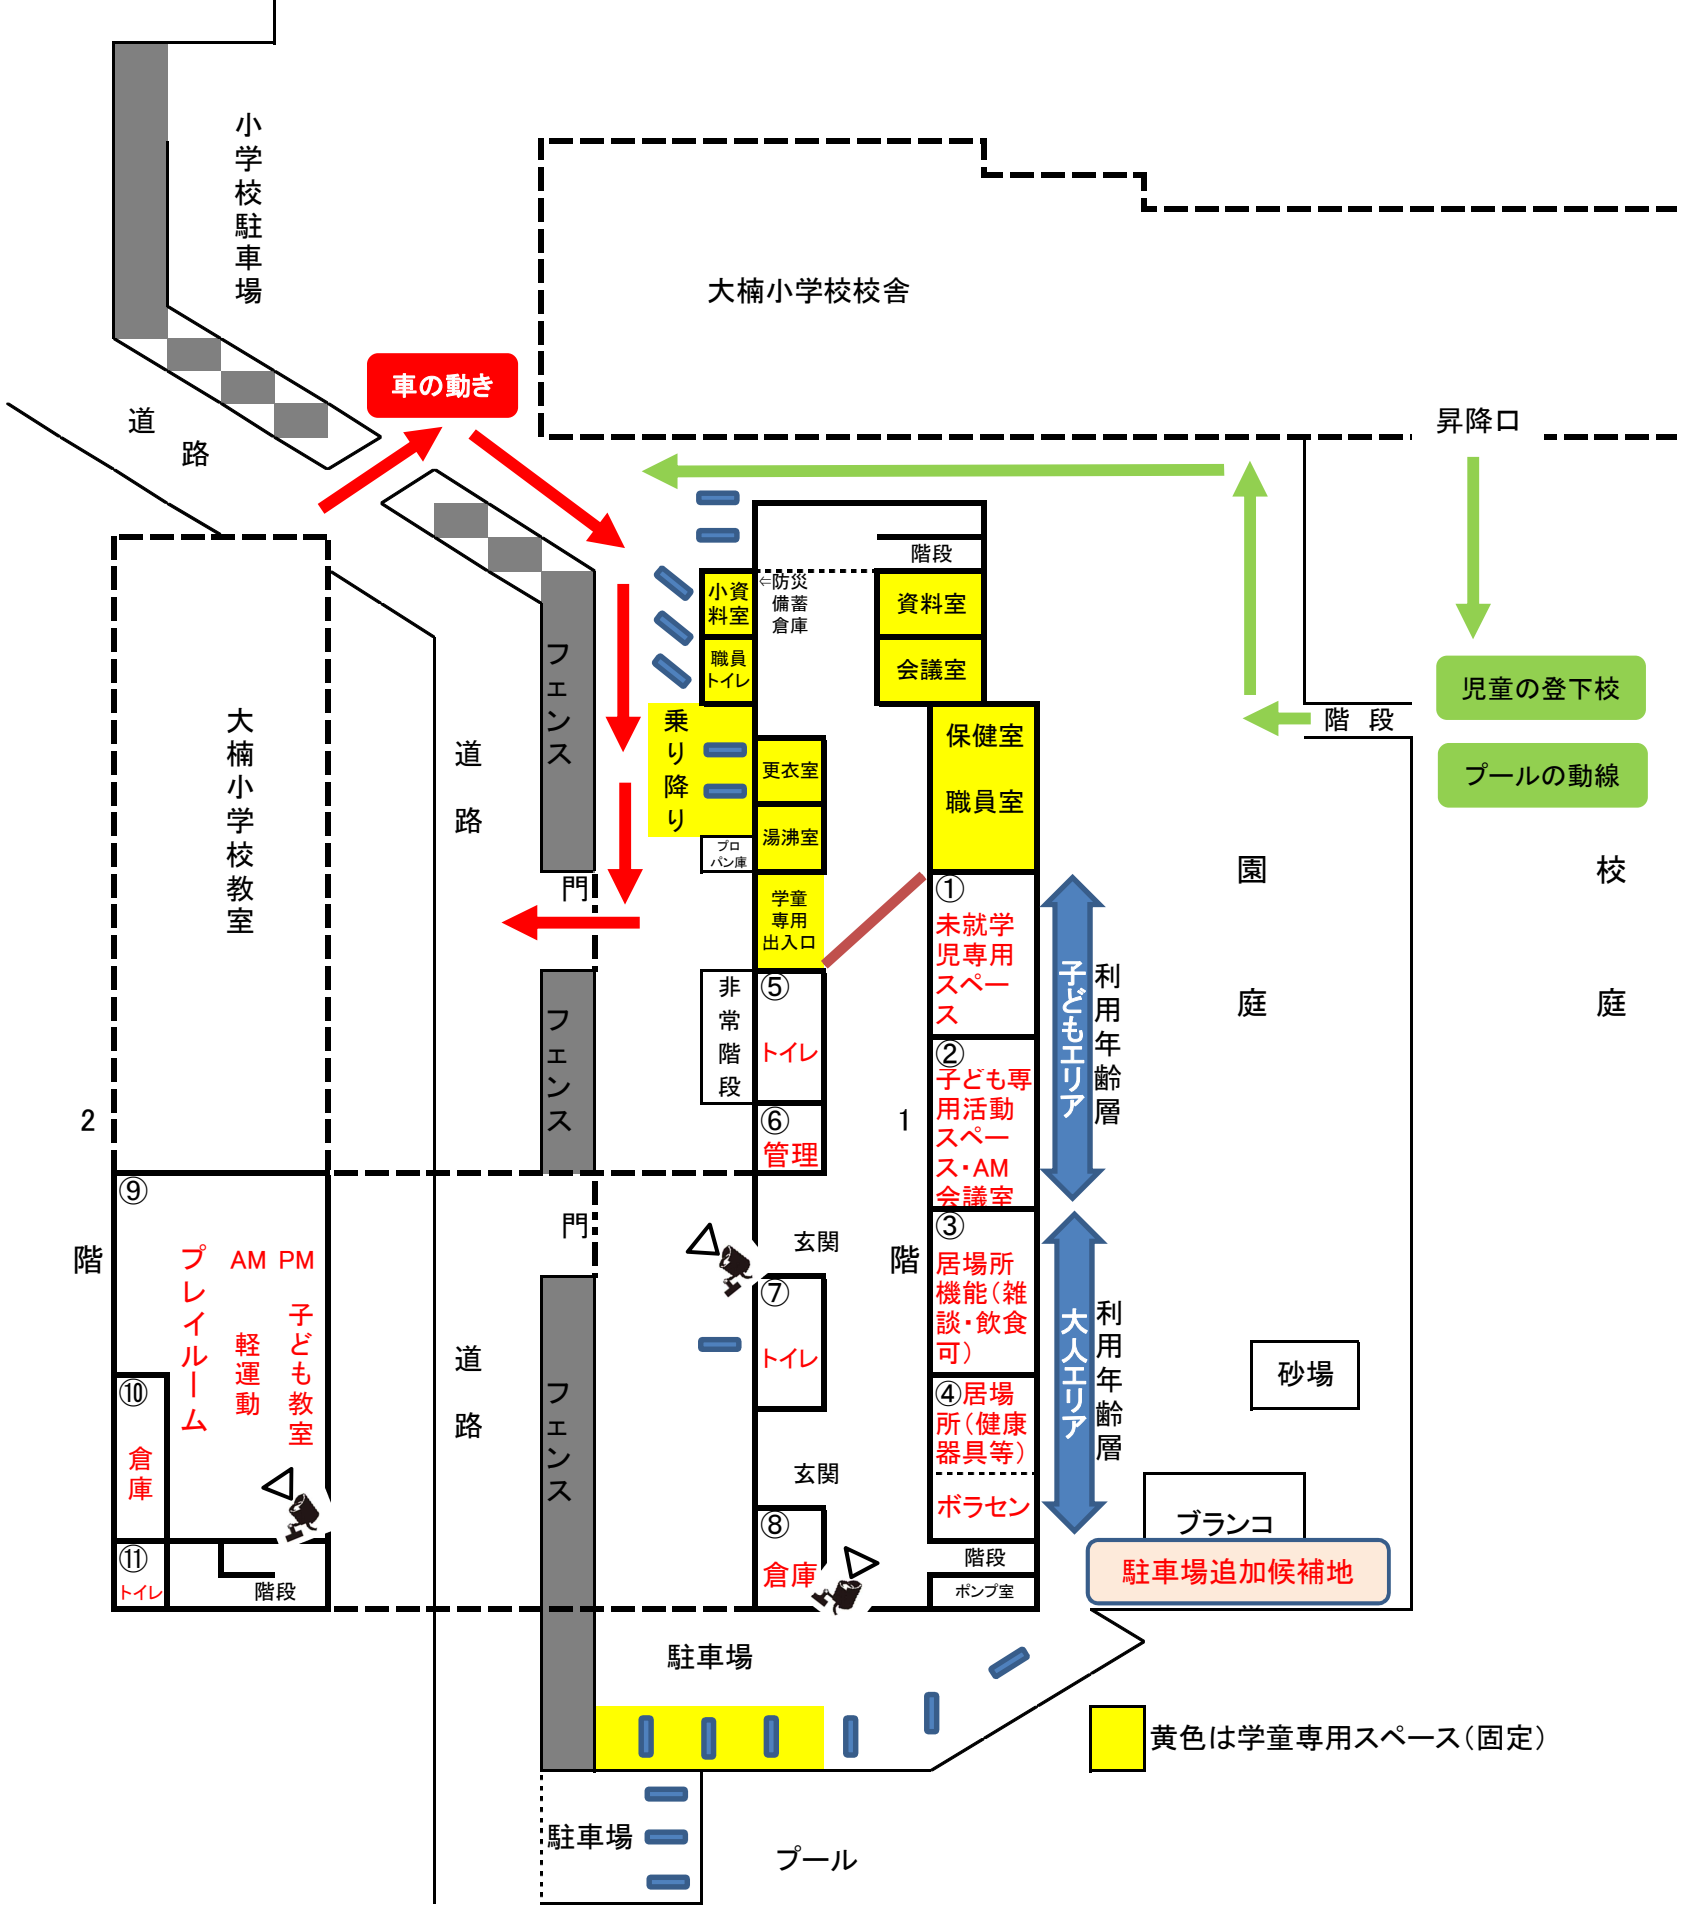 小学校駐車場
大楠小学校校舎
車の動き
道路
昇降口
階段
小資
料室
⇐防災
備蓄
倉庫
資料室
職員
トイレ
会議室
フェンス
児童の登下校
階 段
プールの動線
乗り降り
保健室
職員室
更衣室
湯沸室
プロ
パン庫
大楠小学校教室
道路
門
学童
専用
出入口
①
未就学
児専用
スペー
ス
子どもエリア
利用年齢層
園庭
校庭
非常階段
⑤
トイレ
フェンス
②
子ども専
用活動
スペー
ス・AM
会議室
⑥
管理
2階
1階
⑨
プレイルーム
AM 軽運動
PM 子ども教室
門
玄関
③
居場所
機能(雑
談・飲食
可)
大人エリア
利用年齢層
⑦
トイレ
道路
フェンス
砂場
⑩
倉庫
④居場
所(健康
器具等)
ボラセン
玄関
⑧
倉庫
ブランコ
駐車場追加候補地
⑪
トイレ
階段
階段
ポンプ室
駐車場
黄色は学童専用スペース(固定)
駐車場
プール